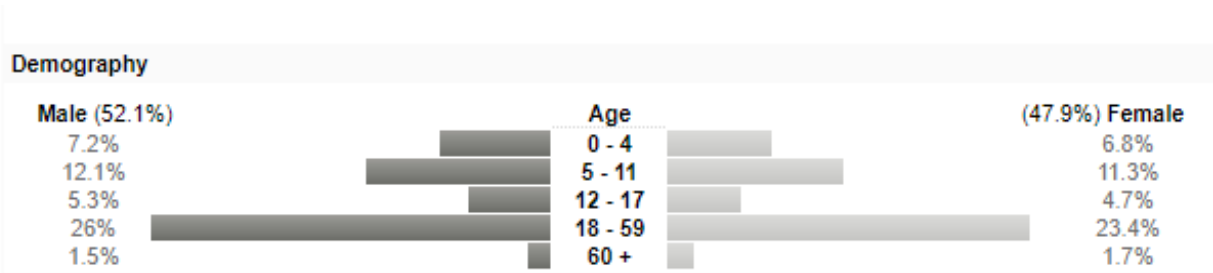 Demography
Male (52.1%) Age (47.9%) Female
7.2% 0 - 4 6.8%
12.1% 5 - 11 11.3%
5.3% 12 - 17 4.7%
26% 18 - 59 23.4%
1.5% 60 + 1.7%